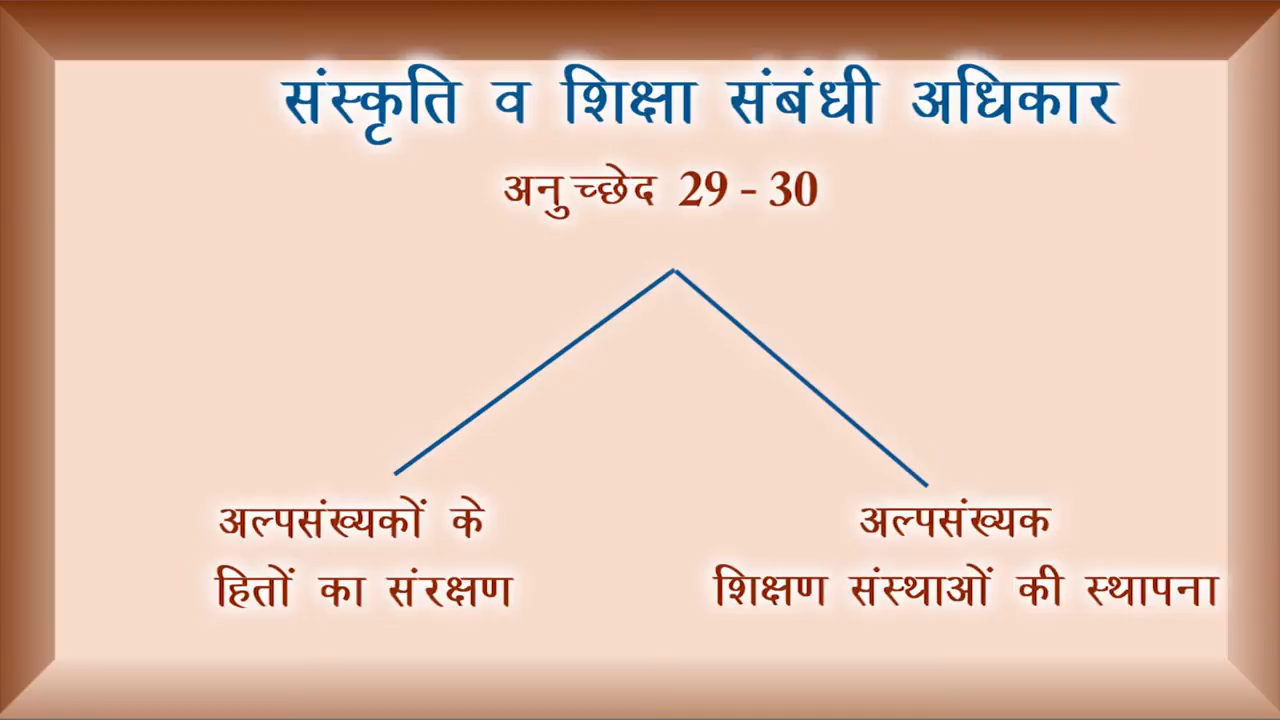 संस्कृति व शिक्षा संबंधी अधिकार
अनुच्छेद 29 - 30
अल्पसंख्यकों के
हितों का संरक्षण
अल्पसंख्यक
शिक्षण संस्थाओं की स्थापना